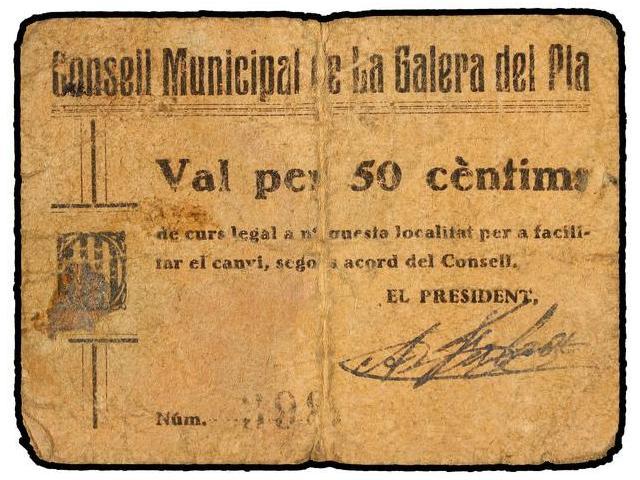 Consell Municipal de La Galera del Pla
Val per 50 cèntims
de curs legal a n'questa localitat per a facili-
tar el canvi, segons acord del Consell.
EL PRESIDENT,
Núm.